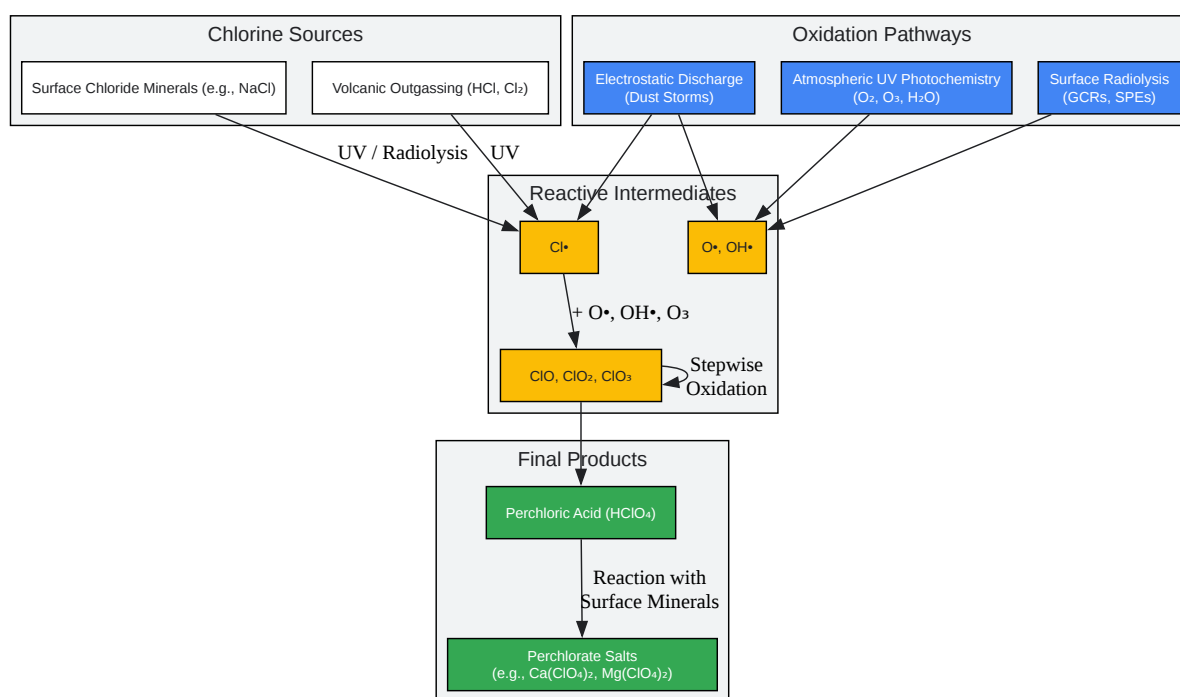 Chlorine Sources
Surface Chloride Minerals (e.g., NaCl)
Volcanic Outgassing (HCl, Cl₂)
Oxidation Pathways
Electrostatic Discharge
(Dust Storms)
Atmospheric UV Photochemistry
(O₂, O₃, H₂O)
Surface Radiolysis
(GCRs, SPEs)
UV / Radiolysis
UV
Reactive Intermediates
Cl•
O•, OH•
+ O•, OH•, O₃
ClO, ClO₂, ClO₃
Stepwise
Oxidation
Final Products
Perchloric Acid (HClO₄)
Reaction with
Surface Minerals
Perchlorate Salts
(e.g., Ca(ClO₄)₂, Mg(ClO₄)₂)